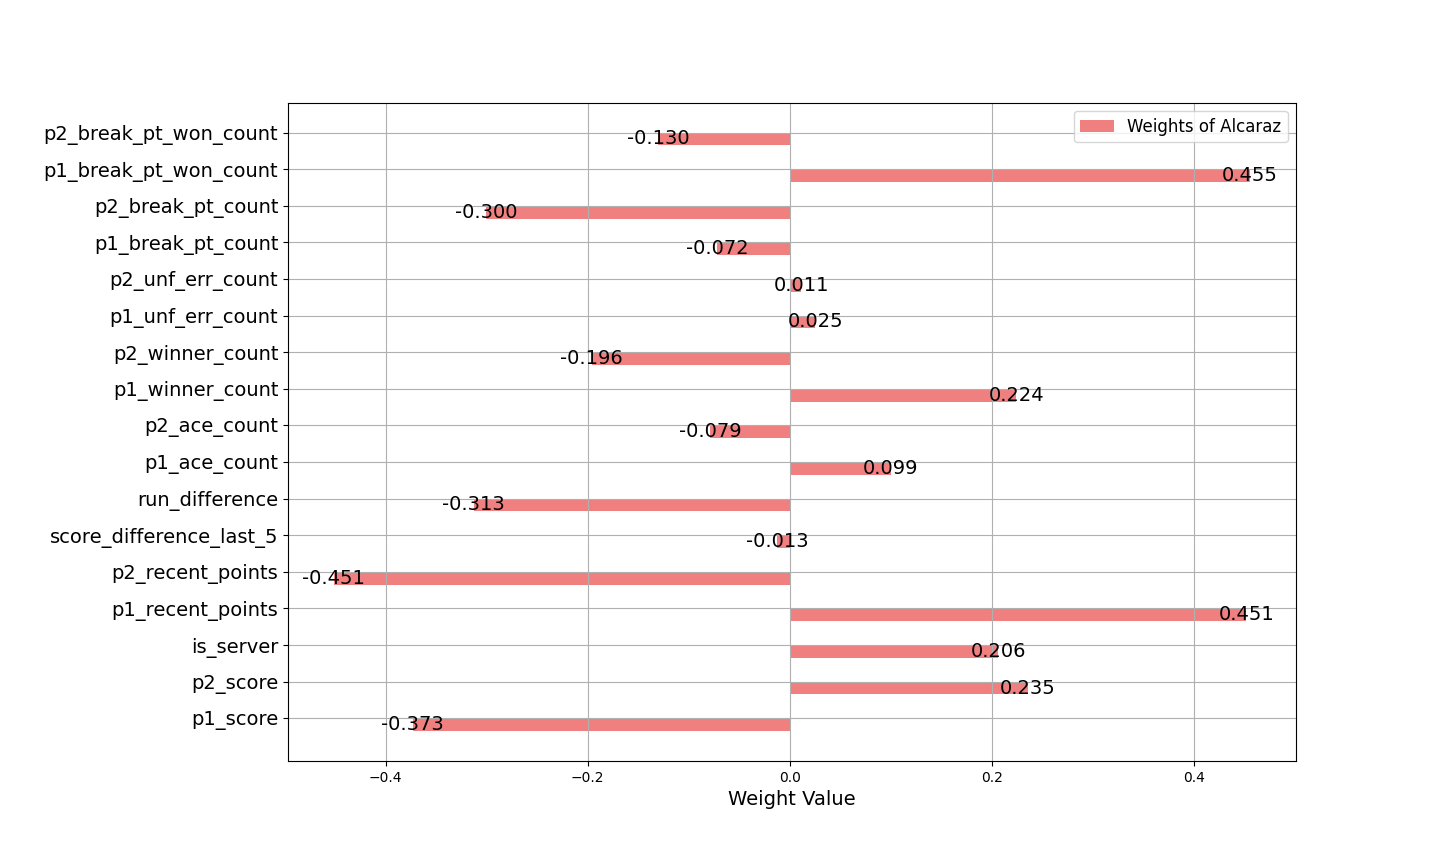 Weights of Alcaraz
p2_break_pt_won_count -0.130
p1_break_pt_won_count 0.455
p2_break_pt_count -0.300
p1_break_pt_count -0.072
p2_unf_err_count 0.011
p1_unf_err_count 0.025
p2_winner_count -0.196
p1_winner_count 0.224
p2_ace_count -0.079
p1_ace_count 0.099
run_difference -0.313
score_difference_last_5 -0.013
p2_recent_points -0.451
p1_recent_points 0.451
is_server 0.206
p2_score 0.235
p1_score -0.373
−0.4 −0.2 0.0 0.2 0.4
Weight Value